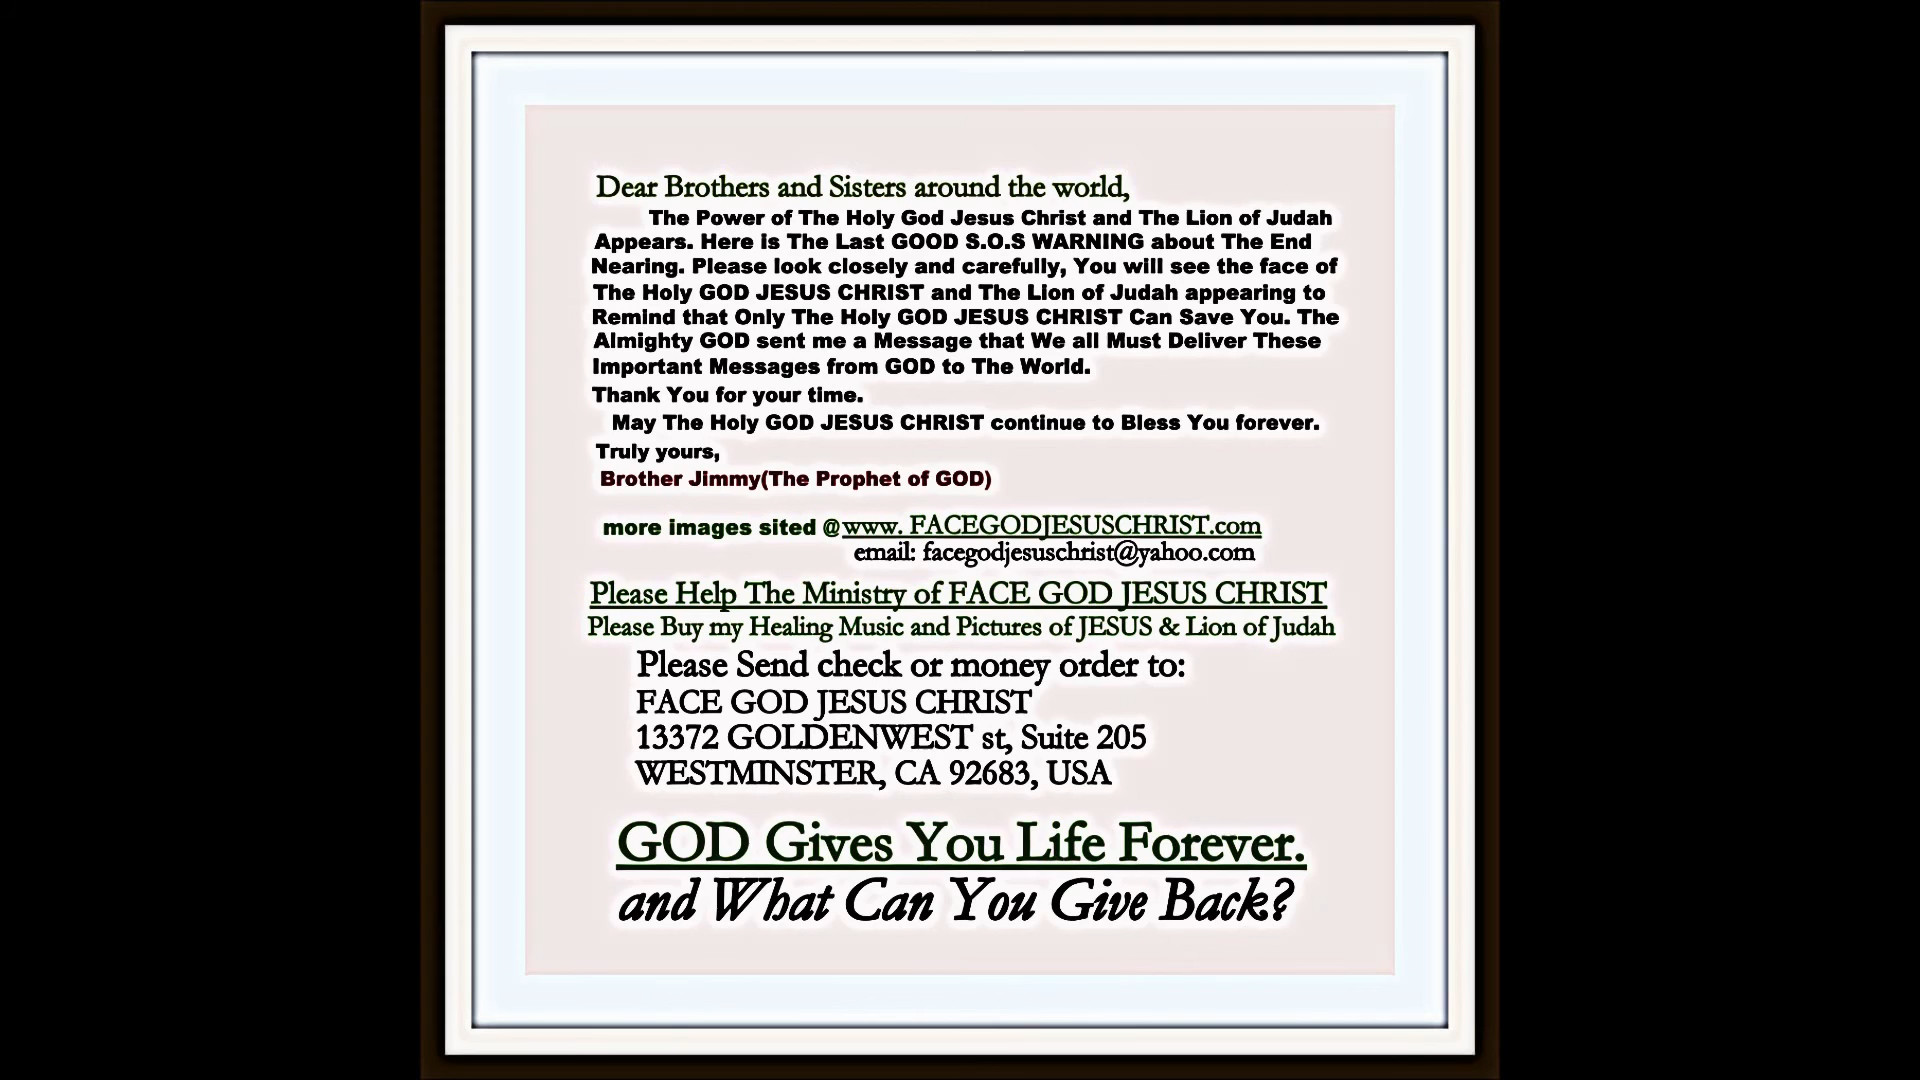 Dear Brothers and Sisters around the world,
The Power of The Holy God Jesus Christ and The Lion of Judah
Appears. Here is The Last GOOD S.O.S WARNING about The End
Nearing. Please look closely and carefully, You will see the face of
The Holy GOD JESUS CHRIST and The Lion of Judah appearing to
Remind that Only The Holy GOD JESUS CHRIST Can Save You. The
Almighty GOD sent me a Message that We all Must Deliver These
Important Messages from GOD to The World.
Thank You for your time.
May The Holy GOD JESUS CHRIST continue to Bless You forever.
Truly yours,
Brother Jimmy(The Prophet of GOD)
more images sited @www. FACEGODJESUSCHRIST.com
email: facegodjesuschrist@yahoo.com
Please Help The Ministry of FACE GOD JESUS CHRIST
Please Buy my Healing Music and Pictures of JESUS & Lion of Judah
Please Send check or money order to:
FACE GOD JESUS CHRIST
13372 GOLDENWEST st, Suite 205
WESTMINSTER, CA 92683, USA
GOD Gives You Life Forever.
and What Can You Give Back?